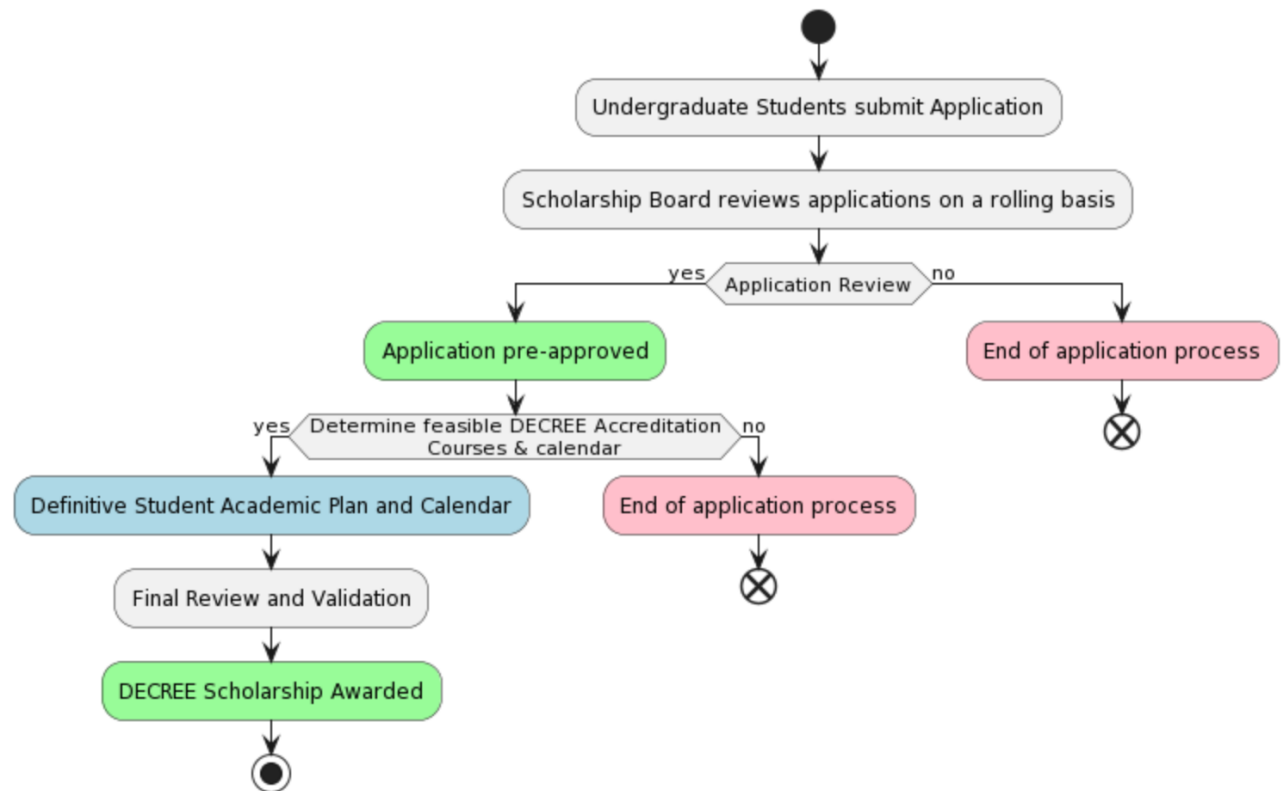 Undergraduate Students submit Application
Scholarship Board reviews applications on a rolling basis
yes
Application Review
no
Application pre-approved
End of application process
yes
Determine feasible DECREE Accreditation
Courses & calendar
no
Definitive Student Academic Plan and Calendar
End of application process
Final Review and Validation
DECREE Scholarship Awarded